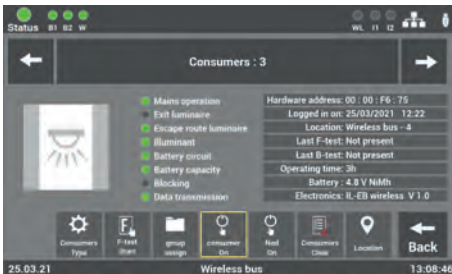 Status B1 B2 W WL I1 I2
Consumers : 3
Mains operation
Exit luminaire
Escape route luminaire
Illuminant
Battery circuit
Battery capacity
Blocking
Data transmission
Hardware address: 00 : 00 : F6 : 75
Logged in on: 25/03/2021 12:22
Location: Wireless bus - 4
Last F-test: Not present
Last B-test: Not present
Operating time: 3h
Battery : 4.8 V NiMh
Electronics: IL-EB wireless V 1.0
Consumers Type
F-test Start
group assign
consumer On
Ned On
Consumers Clear
Location
Back
25.03.21 Wireless bus 13:08:46